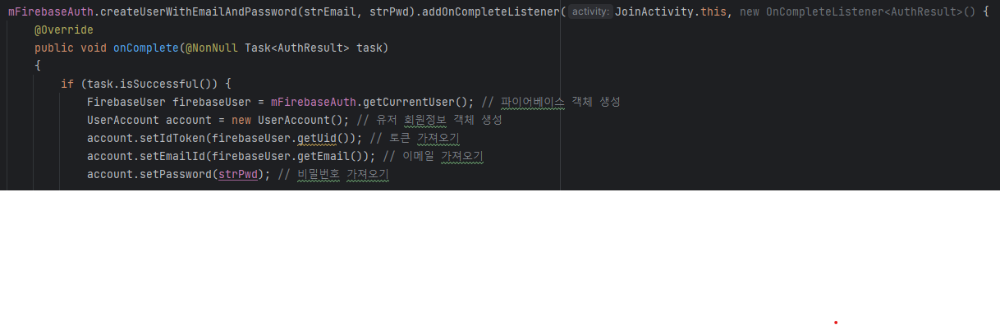 mFirebaseAuth.createUserWithEmailAndPassword(strEmail, strPwd).addOnCompleteListener( activity: JoinActivity.this, new OnCompleteListener<AuthResult>() {
@Override
public void onComplete(@NonNull Task<AuthResult> task)
{
if (task.isSuccessful()) {
FirebaseUser firebaseUser = mFirebaseAuth.getCurrentUser(); // 파이어베이스 객체 생성
UserAccount account = new UserAccount(); // 유저 회원정보 객체 생성
account.setIdToken(firebaseUser.getUid()); // 토큰 가져오기
account.setEmailId(firebaseUser.getEmail()); // 이메일 가져오기
account.setPassword(strPwd); // 비밀번호 가져오기